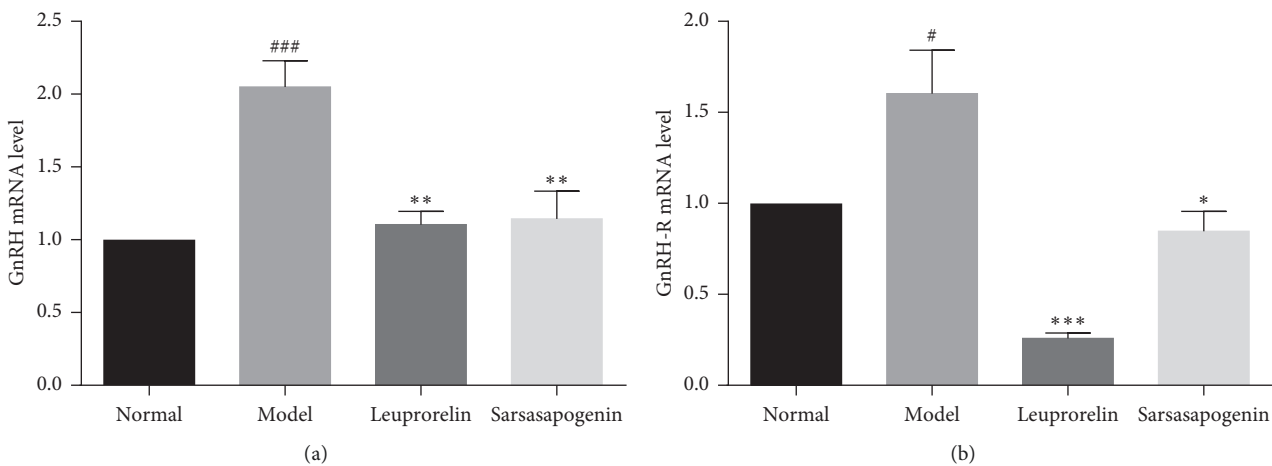 GnRH mRNA level
2.5
2.0
1.5
1.0
0.5
0.0
###
**
**
Normal Model Leuprorelin Sarsasapogenin
(a)
GnRH-R mRNA level
2.0
1.5
1.0
0.5
0.0
#
***
*
Normal Model Leuprorelin Sarsasapogenin
(b)